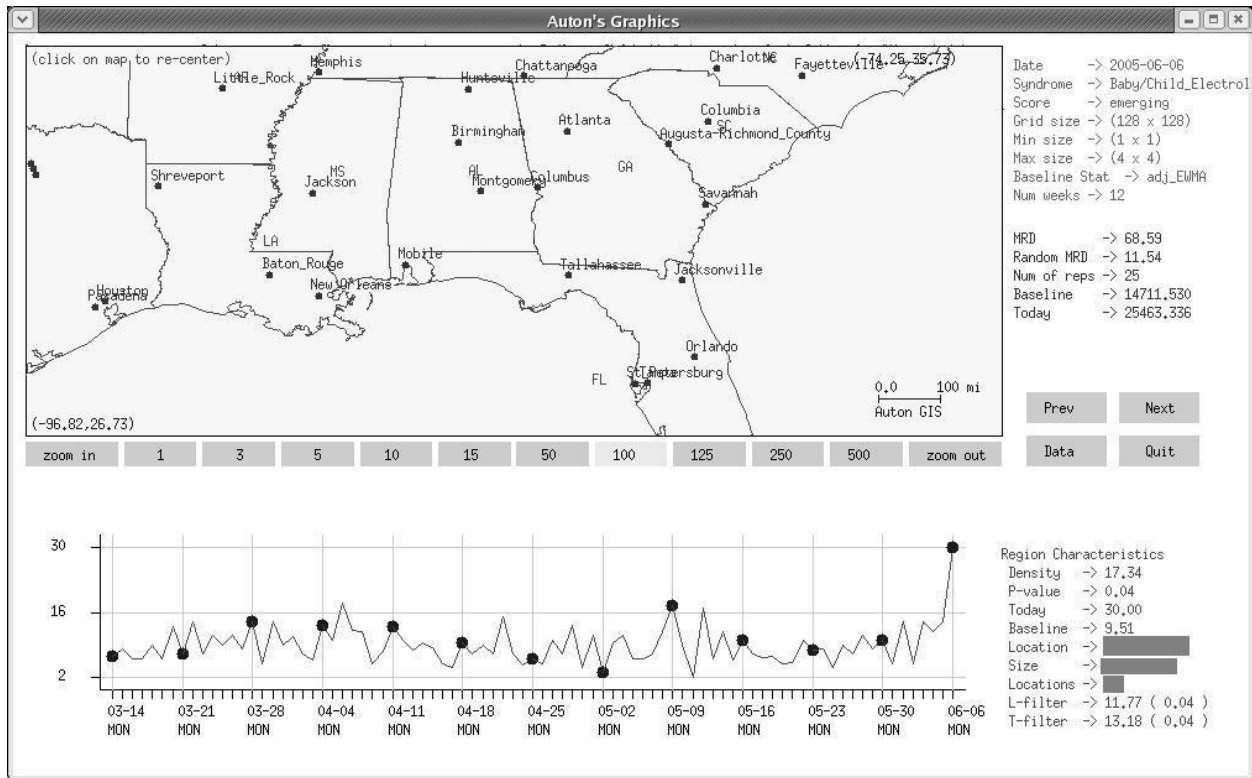 Auton's Graphics
(click on map to re-center)
(-74.25,35.73)
Memphis
Chattanooga
Charlotte
NC
Fayetteville
Little_Rock
AR
Huntsville
Columbia
SC
Birmingham
Atlanta
Augusta-Richmond_County
MS
AL
GA
Shreveport
Jackson
Montgomery
Columbus
Savannah
LA
Baton_Rouge
Mobile
Tallahassee
Jacksonville
Houston
Pasadena
New_Orleans
Orlando
FL
St_Petersburg
Tampa
0.0 100 mi
Auton GIS
(-96.82,26.73)
zoom in 1 3 5 10 15 50 100 125 250 500 zoom out
Date -> 2005-06-06
Syndrome -> Baby/Child_Electrol
Score -> emerging
Grid size -> (128 x 128)
Min size -> (1 x 1)
Max size -> (4 x 4)
Baseline Stat -> adj_EWMA
Num weeks -> 12
MRD -> 68.59
Random MRD -> 11.54
Num of reps -> 25
Baseline -> 14711.530
Today -> 25463.336
Prev Next
Data Quit
30
16
2
03-14 03-21 03-28 04-04 04-11 04-18 04-25 05-02 05-09 05-16 05-23 05-30 06-06
MON MON MON MON MON MON MON MON MON MON MON MON MON
Region Characteristics
Density -> 17.34
P-value -> 0.04
Today -> 30.00
Baseline -> 9.51
Location ->
Size ->
Locations ->
L-filter -> 11.77 ( 0.04 )
T-filter -> 13.18 ( 0.04 )